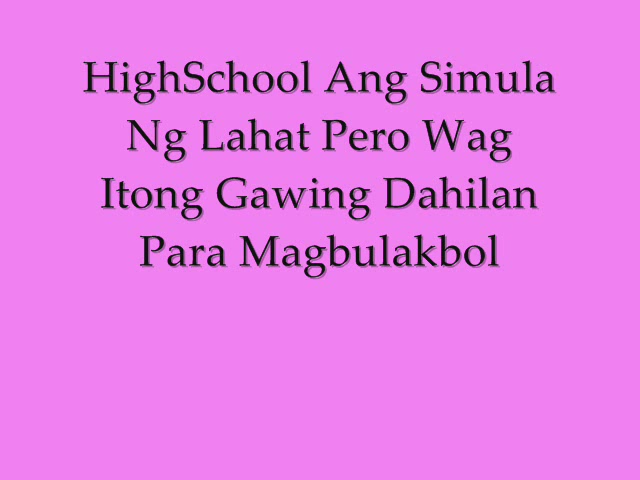 HighSchool Ang Simula
Ng Lahat Pero Wag
Itong Gawing Dahilan
Para Magbulakbol